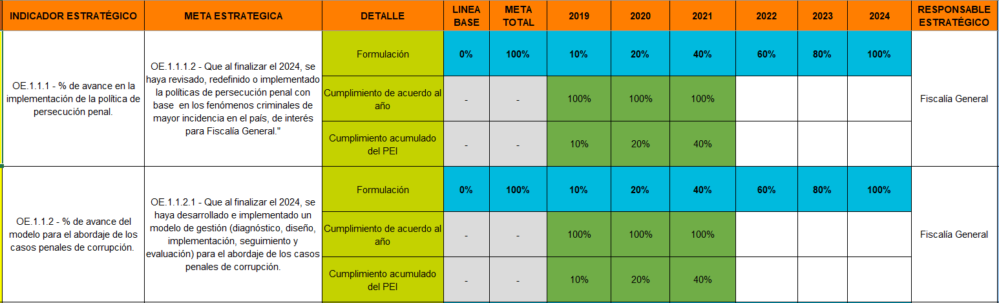 INDICADOR ESTRATÉGICO META ESTRATEGICA DETALLE LINEA BASE META TOTAL 2019 2020 2021 2022 2023 2024 RESPONSABLE ESTRATÉGICO
OE.1.1.1 - % de avance en la
implementación de la política de
persecución penal.
OE.1.1.1.2 - Que al finalizar el 2024, se
haya revisado, redefinido o implementado
la políticas de persecución penal con
base en los fenómenos criminales de
mayor incidencia en el país, de interés
para Fiscalía General."
Formulación 0% 100% 10% 20% 40% 60% 80% 100%
Cumplimiento de acuerdo al
año
- - 100% 100% 100%
Cumplimiento acumulado
del PEI
- - 10% 20% 40%
Fiscalía General
OE.1.1.2 - % de avance del
modelo para el abordaje de los
casos penales de corrupción.
OE.1.1.2.1 - Que al finalizar el 2024, se
haya desarrollado e implementado un
modelo de gestión (diagnóstico, diseño,
implementación, seguimiento y
evaluación) para el abordaje de los casos
penales de corrupción.
Formulación 0% 100% 10% 20% 40% 60% 80% 100%
Cumplimiento de acuerdo al
año
- - 100% 100% 100%
Cumplimiento acumulado
del PEI
- - 10% 20% 40%
Fiscalía General